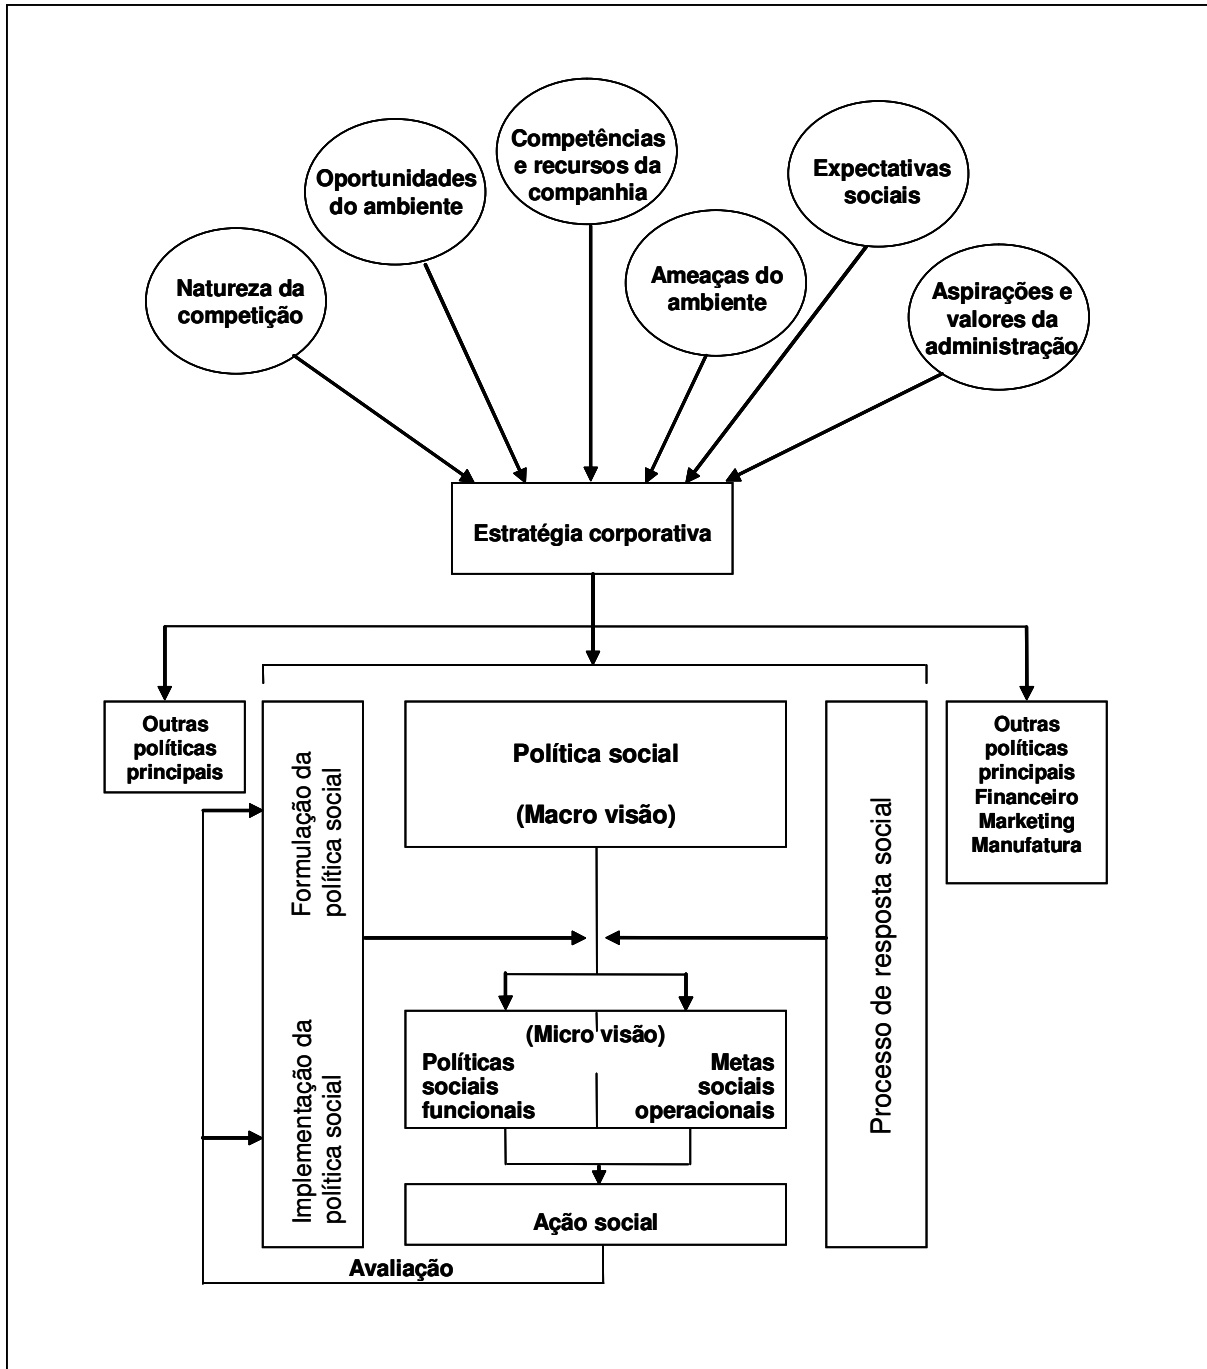 Competências
e recursos da
companhia
Oportunidades
do ambiente
Expectativas
sociais
Natureza da
competição
Ameaças do
ambiente
Aspirações e
valores da
administração
Estratégia corporativa
Outras
políticas
principais
Formulação da
política social
Implementação da
política social
Política social
(Macro visão)
Processo de resposta social
Outras
políticas
principais
Financeiro
Marketing
Manufatura
(Micro visão)
Políticas
sociais
funcionais
Metas
sociais
operacionais
Ação social
Avaliação